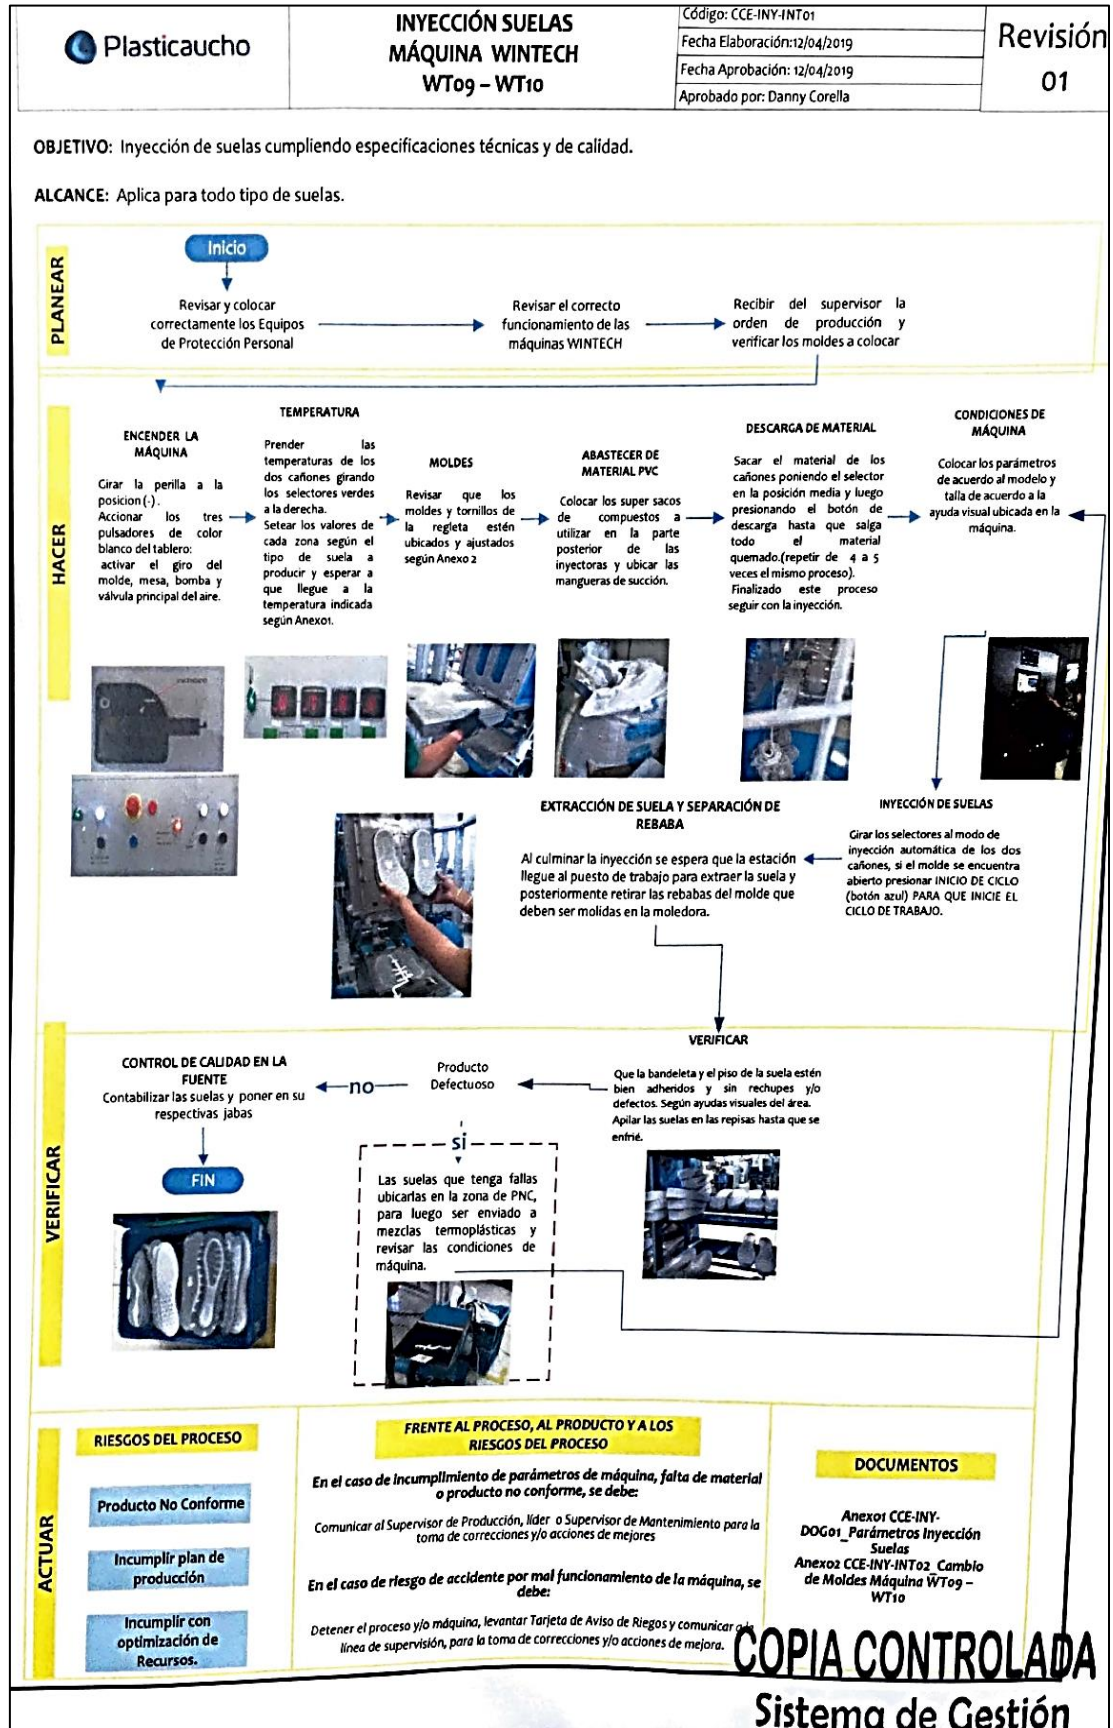 Plasticaucho
INYECCIÓN SUELAS
MÁQUINA WINTECH
WT09 – WT10
Código: CCE-INY-INT01
Fecha Elaboración:12/04/2019
Fecha Aprobación: 12/04/2019
Aprobado por: Danny Corella
Revisión
01
OBJETIVO: Inyección de suelas cumpliendo especificaciones técnicas y de calidad.
ALCANCE: Aplica para todo tipo de suelas.
PLANEAR
Inicio
Revisar y colocar
correctamente los Equipos
de Protección Personal
Revisar el correcto
funcionamiento de las
máquinas WINTECH
Recibir del supervisor la
orden de producción y
verificar los moldes a colocar
HACER
ENCENDER LA
MÁQUINA
Girar la perilla a la
posicion (-) .
Accionar los tres
pulsadores de color
blanco del tablero:
activar el giro del
molde, mesa, bomba y
válvula principal del aire.
TEMPERATURA
Prender las
temperaturas de los
dos cañones girando
los selectores verdes
a la derecha.
Setear los valores de
cada zona según el
tipo de suela a
producir y esperar a
que llegue a la
temperatura indicada
según Anexo1.
MOLDES
Revisar que los
moldes y tornillos de
la regleta estén
ubicados y ajustados
según Anexo 2
ABASTECER DE
MATERIAL PVC
Colocar los super sacos
de compuestos a
utilizar en la parte
posterior de las
inyectoras y ubicar las
mangueras de succión.
DESCARGA DE MATERIAL
Sacar el material de los
cañones poniendo el selector
en la posición media y luego
presionando el botón de
descarga hasta que salga
todo el material
quemado.(repetir de 4 a 5
veces el mismo proceso).
Finalizado este proceso
seguir con la inyección.
CONDICIONES DE
MÁQUINA
Colocar los parámetros
de acuerdo al modelo y
talla de acuerdo a la
ayuda visual ubicada en la
máquina.
EXTRACCIÓN DE SUELA Y SEPARACIÓN DE
REBABA
Al culminar la inyección se espera que la estación
llegue al puesto de trabajo para extraer la suela y
posteriormente retirar las rebabas del molde que
deben ser molidas en la moledora.
INYECCIÓN DE SUELAS
Girar los selectores al modo de
inyección automática de los dos
cañones, si el molde se encuentra
abierto presionar INICIO DE CICLO
(botón azul) PARA QUE INICIE EL
CICLO DE TRABAJO.
VERIFICAR
CONTROL DE CALIDAD EN LA
FUENTE
Contabilizar las suelas y poner en su
respectivas jabas
FIN
no
Producto
Defectuoso
si
Las suelas que tenga fallas
ubicarlas en la zona de PNC,
para luego ser enviado a
mezclas termoplásticas y
revisar las condiciones de
máquina.
VERIFICAR
Que la bandeleta y el piso de la suela estén
bien adheridos y sin rechupes y/o
defectos. Según ayudas visuales del área.
Apilar las suelas en las repisas hasta que se
enfrié.
ACTUAR
RIESGOS DEL PROCESO
Producto No Conforme
Incumplir plan de
producción
Incumplir con
optimización de
Recursos.
FRENTE AL PROCESO, AL PRODUCTO Y A LOS
RIESGOS DEL PROCESO
En el caso de incumplimiento de parámetros de máquina, falta de material
o producto no conforme, se debe:
Comunicar al Supervisor de Producción, líder o Supervisor de Mantenimiento para la
toma de correcciones y/o acciones de mejores
En el caso de riesgo de accidente por mal funcionamiento de la máquina, se
debe:
Detener el proceso y/o máquina, levantar Tarjeta de Aviso de Riegos y comunicar a la
línea de supervisión, para la toma de correcciones y/o acciones de mejora.
DOCUMENTOS
Anexo1 CCE-INY-
DOG01_Parámetros Inyección
Suelas
Anexo2 CCE-INY-INT02_Cambio
de Moldes Máquina WT09 –
WT10
COPIA CONTROLADA
Sistema de Gestión